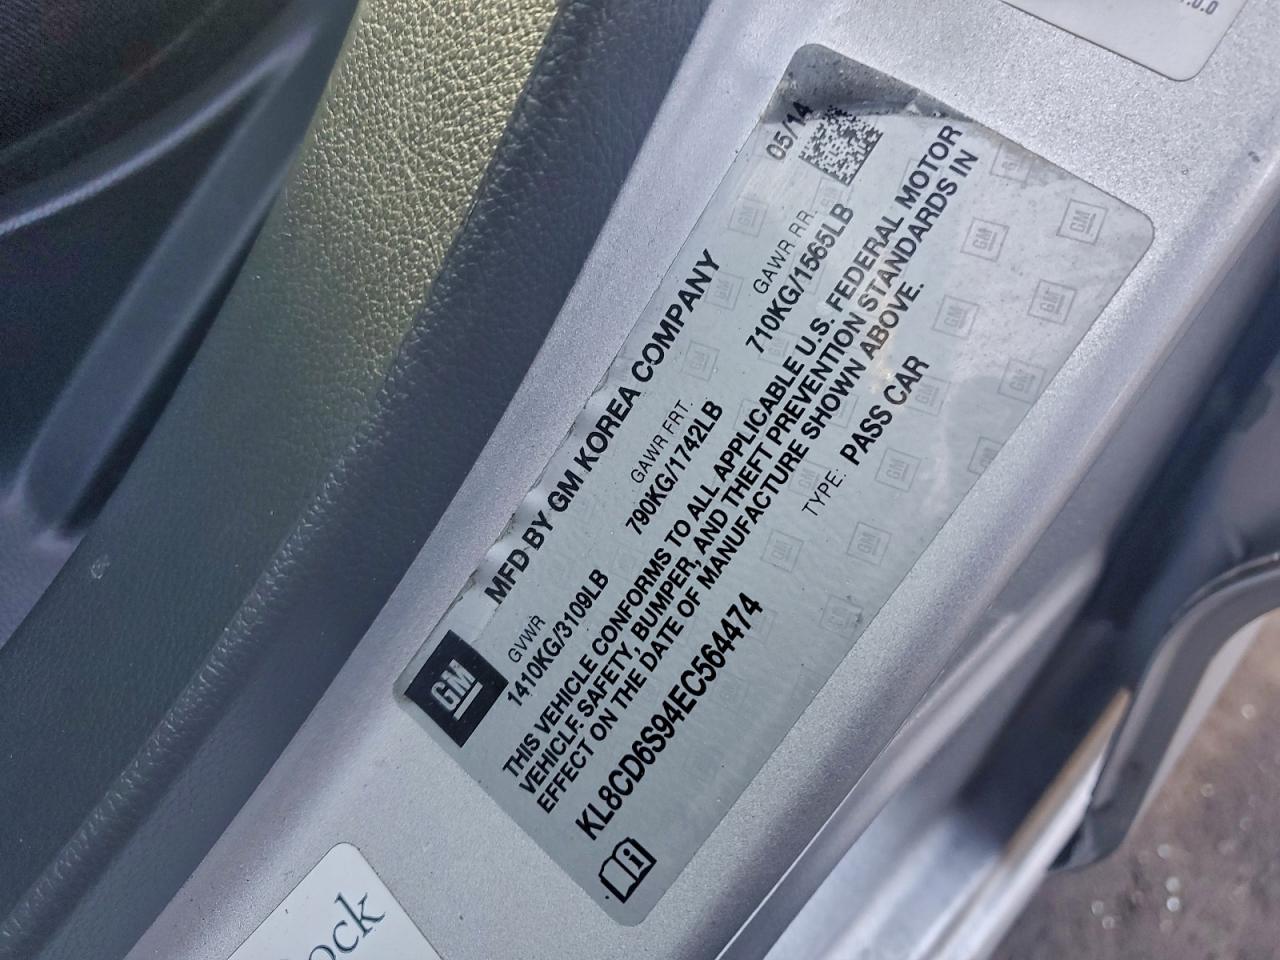 05/14
MFD BY GM KOREA COMPANY
GM
GVWR GAWR FRT. GAWR RR.
1410KG/3109LB 790KG/1742LB 710KG/1565LB
THIS VEHICLE CONFORMS TO ALL APPLICABLE U.S. FEDERAL MOTOR
VEHICLE SAFETY, BUMPER, AND THEFT PREVENTION STANDARDS IN
EFFECT ON THE DATE OF MANUFACTURE SHOWN ABOVE.
KL8CD6S94EC564474 TYPE: PASS CAR
i
ock